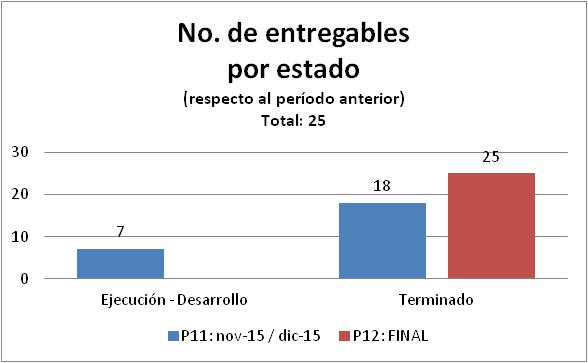 No. de entregables
por estado
(respecto al período anterior)
Total: 25
30
20
10
0
7
18
25
Ejecución - Desarrollo
Terminado
P11: nov-15 / dic-15
P12: FINAL